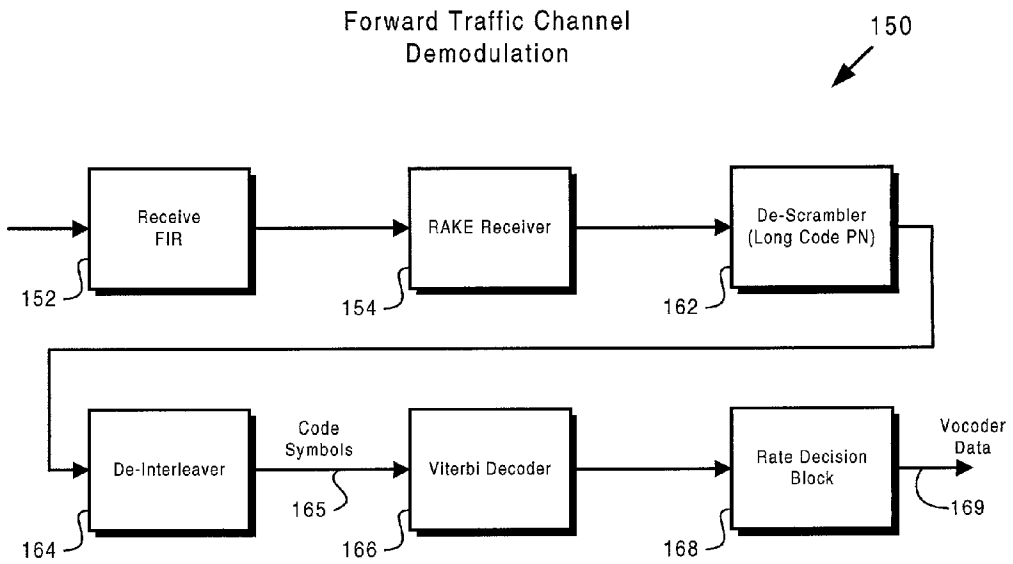 Forward Traffic Channel
Demodulation
150
Receive
FIR
RAKE Receiver
De-Scrambler
(Long Code PN)
152
154
162
De-Interleaver
Code
Symbols
Viterbi Decoder
Rate Decision
Block
Vocoder
Data
164
165
166
168
169